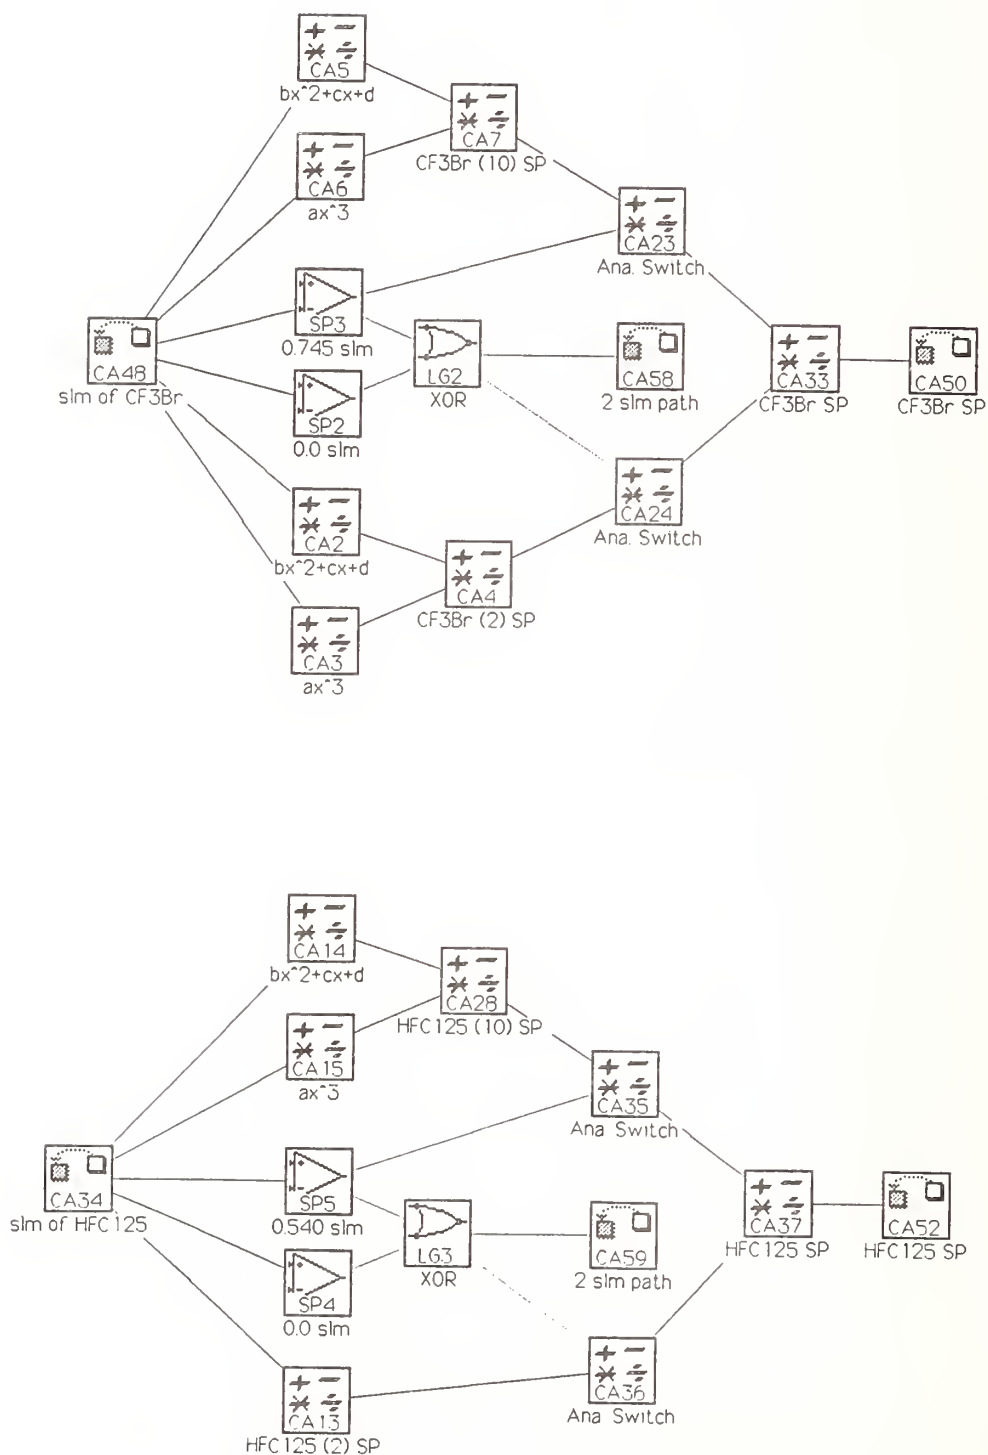 CA5
bx^2+cx+d
CA7
CF3Br (10) SP
CA6
ax^3
CA23
Ana. Switch
SP3
0.745 slm
CA48
slm of CF3Br
LG2
XOR
CA58
2 slm path
CA33
CF3Br SP
CA50
CF3Br SP
SP2
0.0 slm
CA24
Ana. Switch
CA2
bx^2+cx+d
CA4
CF3Br (2) SP
CA3
ax^3
CA14
bx^2+cx+d
CA28
HFC125 (10) SP
CA15
ax^3
CA35
Ana Switch
CA34
slm of HFC125
SP5
0.540 slm
LG3
XOR
CA59
2 slm path
CA37
HFC125 SP
CA52
HFC125 SP
SP4
0.0 slm
CA36
Ana Switch
CA13
HFC125 (2) SP